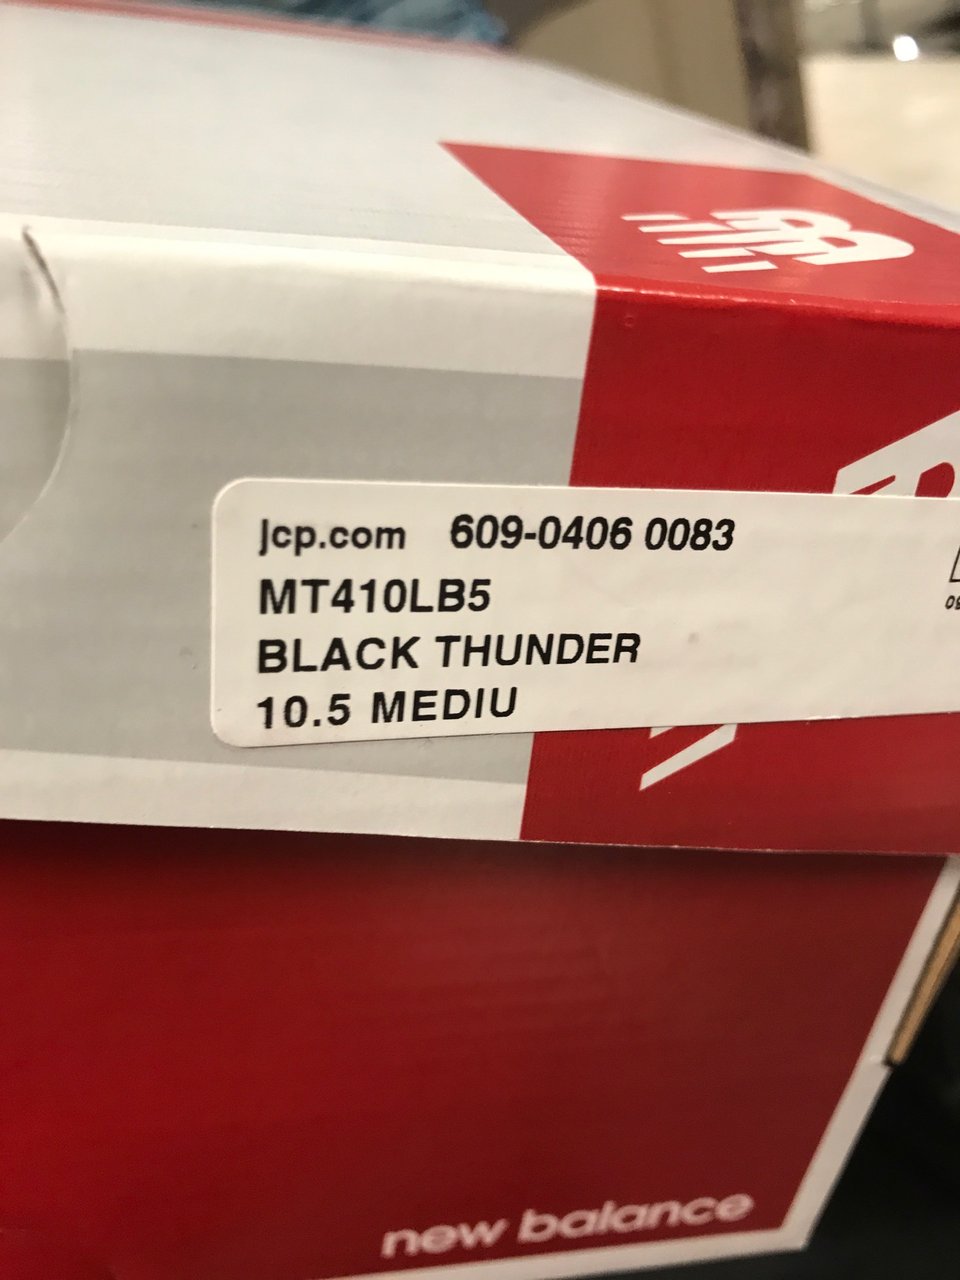 jcp.com 609-0406 0083
MT410LB5
BLACK THUNDER
10.5 MEDIU
new balance